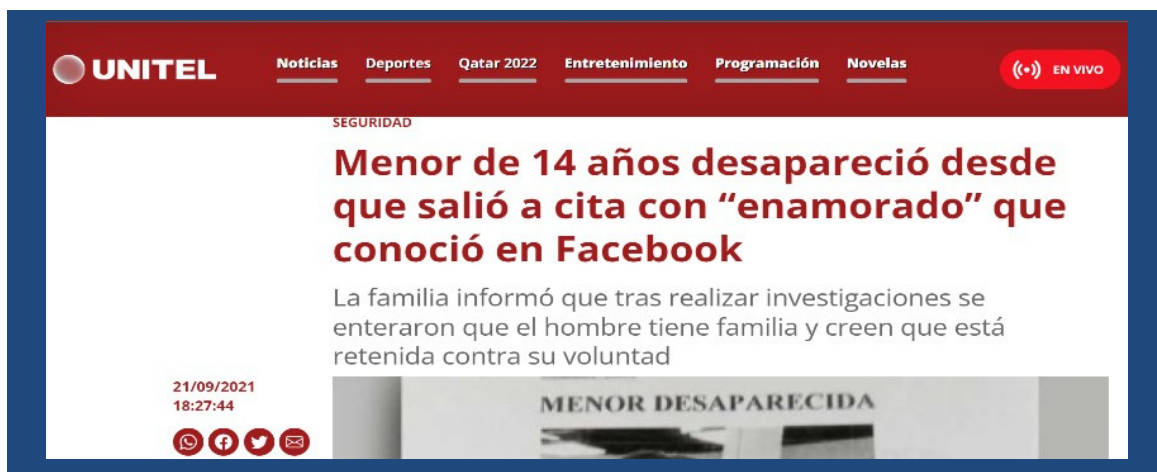 UNITEL
Noticias Deportes Qatar 2022 Entretenimiento Programación Novelas
EN VIVO
SEGURIDAD
Menor de 14 años desapareció desde
que salió a cita con “enamorado” que
conoció en Facebook
La familia informó que tras realizar investigaciones se
enteraron que el hombre tiene familia y creen que está
retenida contra su voluntad
21/09/2021
18:27:44
MENOR DESAPARECIDA